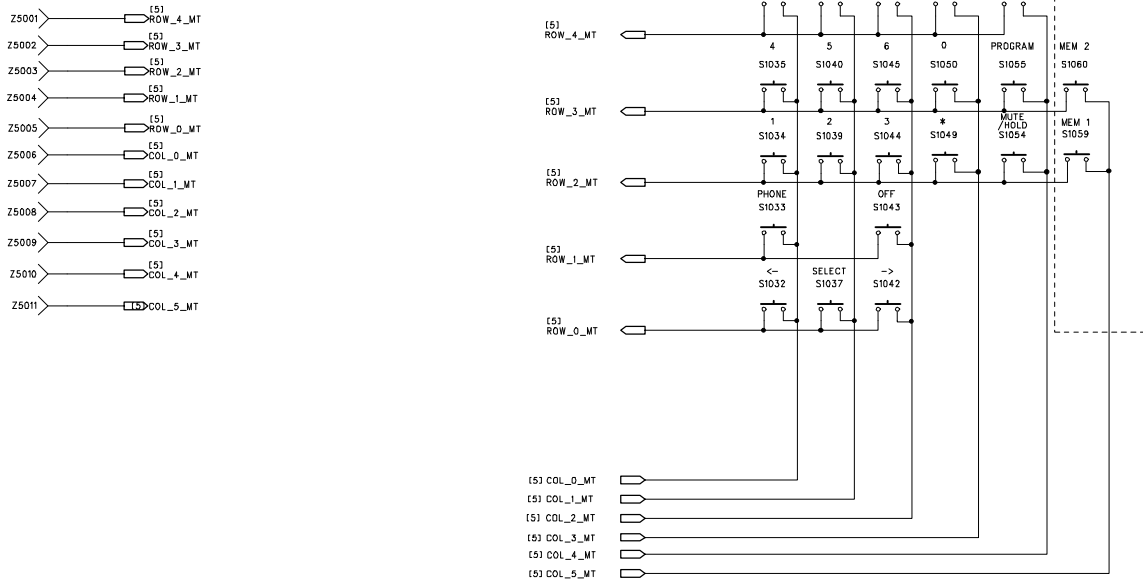 Z5001 [5] ROW_4_MT
Z5002 [5] ROW_3_MT
Z5003 [5] ROW_2_MT
Z5004 [5] ROW_1_MT
Z5005 [5] ROW_0_MT
Z5006 [5] COL_0_MT
Z5007 [5] COL_1_MT
Z5008 [5] COL_2_MT
Z5009 [5] COL_3_MT
Z5010 [5] COL_4_MT
Z5011 [5] COL_5_MT
[5]
ROW_4_MT
4 5 6 0 PROGRAM MEM 2
S1035 S1040 S1045 S1050 S1055 S1060
[5]
ROW_3_MT
1 2 3 * MUTE /HOLD MEM 1
S1034 S1039 S1044 S1049 S1054 S1059
[5]
ROW_2_MT
PHONE OFF
S1033 S1043
[5]
ROW_1_MT
<- SELECT ->
S1032 S1037 S1042
[5]
ROW_0_MT
[5] COL_0_MT
[5] COL_1_MT
[5] COL_2_MT
[5] COL_3_MT
[5] COL_4_MT
[5] COL_5_MT